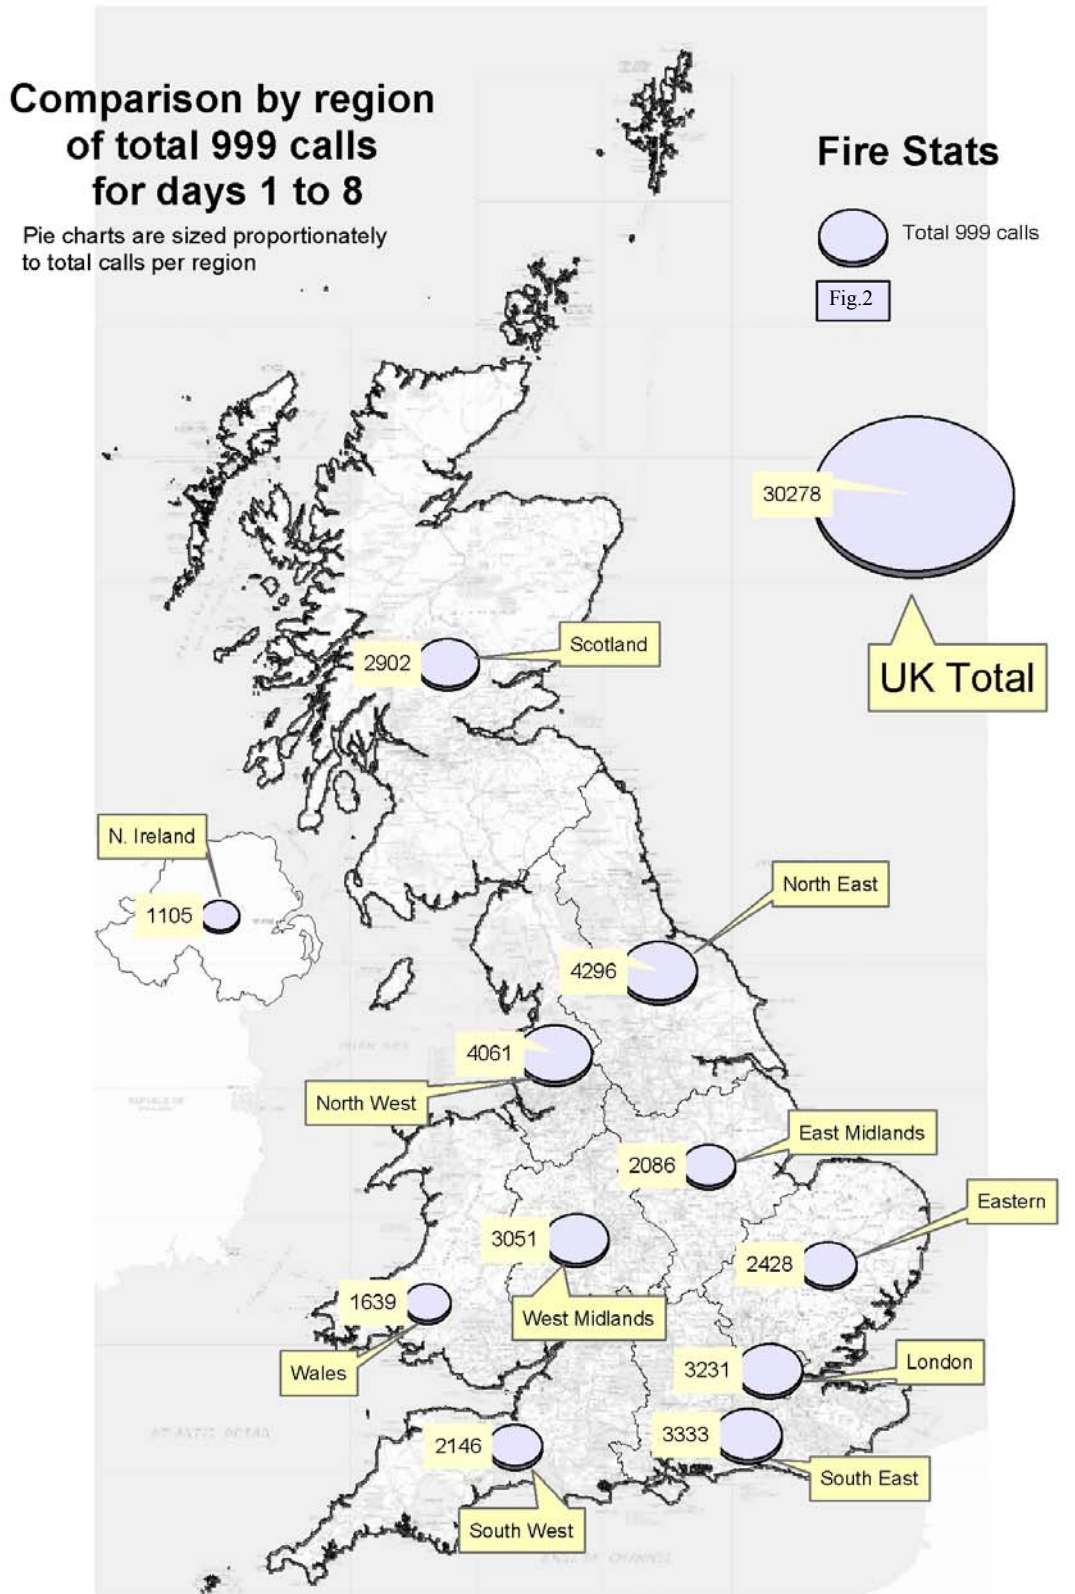 Comparison by region
of total 999 calls
for days 1 to 8
Pie charts are sized proportionately
to total calls per region
Fire Stats
Total 999 calls
Fig.2
30278
UK Total
Scotland
2902
N. Ireland
1105
North East
4296
4061
North West
East Midlands
2086
Eastern
3051
2428
1639
West Midlands
Wales
London
3231
3333
2146
South East
South West